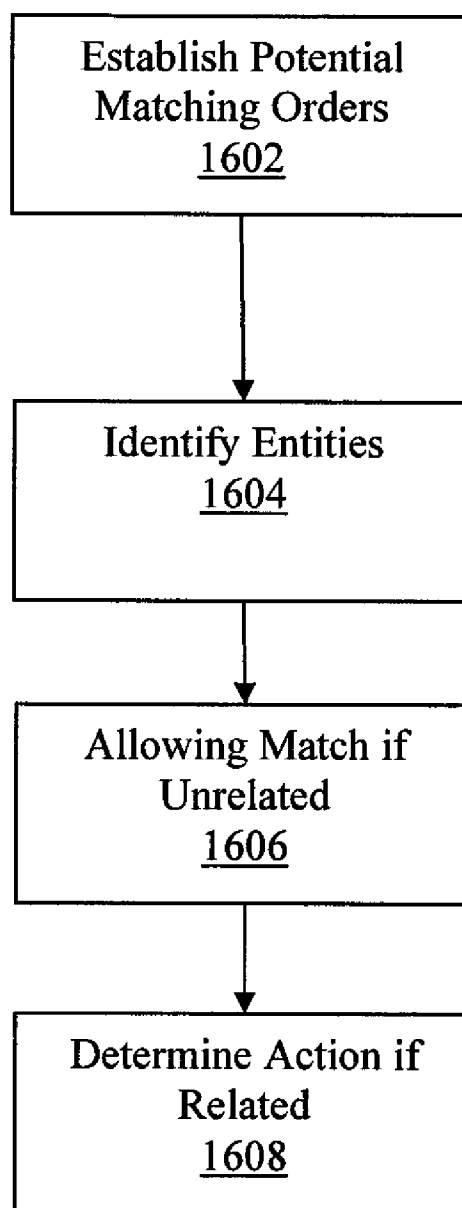 Establish Potential
Matching Orders
1602
Identify Entities
1604
Allowing Match if
Unrelated
1606
Determine Action if
Related
1608